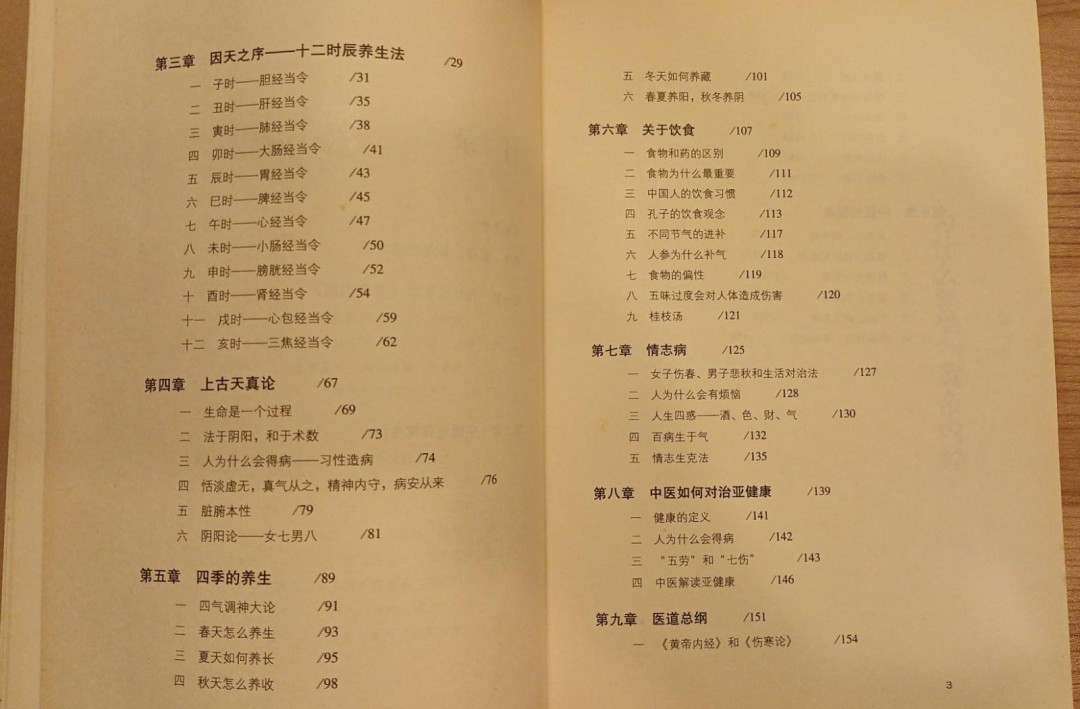 第三章 因天之序——十二时辰养生法 /29
一 子时——胆经当令 /31
二 丑时——肝经当令 /35
三 寅时——肺经当令 /38
四 卯时——大肠经当令 /41
五 辰时——胃经当令 /43
六 巳时——脾经当令 /45
七 午时——心经当令 /47
八 未时——小肠经当令 /50
九 申时——膀胱经当令 /52
十 酉时——肾经当令 /54
十一 戌时——心包经当令 /59
十二 亥时——三焦经当令 /62
第四章 上古天真论 /67
一 生命是一个过程 /69
二 法于阴阳，和于术数 /73
三 人为什么会得病——习性造病 /74
四 恬淡虚无，真气从之，精神内守，病安从来 /76
五 脏腑本性 /79
六 阴阳论——女七男八 /81
第五章 四季的养生 /89
一 四气调神大论 /91
二 春天怎么养生 /93
三 夏天如何养长 /95
四 秋天怎么养收 /98
五 冬天如何养藏 /101
六 春夏养阳，秋冬养阴 /105
第六章 关于饮食 /107
一 食物和药的区别 /109
二 食物为什么最重要 /111
三 中国人的饮食习惯 /112
四 孔子的饮食观念 /113
五 不同节气的进补 /117
六 人参为什么补气 /118
七 食物的偏性 /119
八 五味过度会对人体造成伤害 /120
九 桂枝汤 /121
第七章 情志病 /125
一 女子伤春、男子悲秋和生活对治法 /127
二 人为什么会有烦恼 /128
三 人生四惑——酒、色、财、气 /130
四 百病生于气 /132
五 情志生克法 /135
第八章 中医如何对治亚健康 /139
一 健康的定义 /141
二 人为什么会得病 /142
三 “五劳”和“七伤” /143
四 中医解读亚健康 /146
第九章 医道总纲 /151
一 《黄帝内经》和《伤寒论》 /154
3